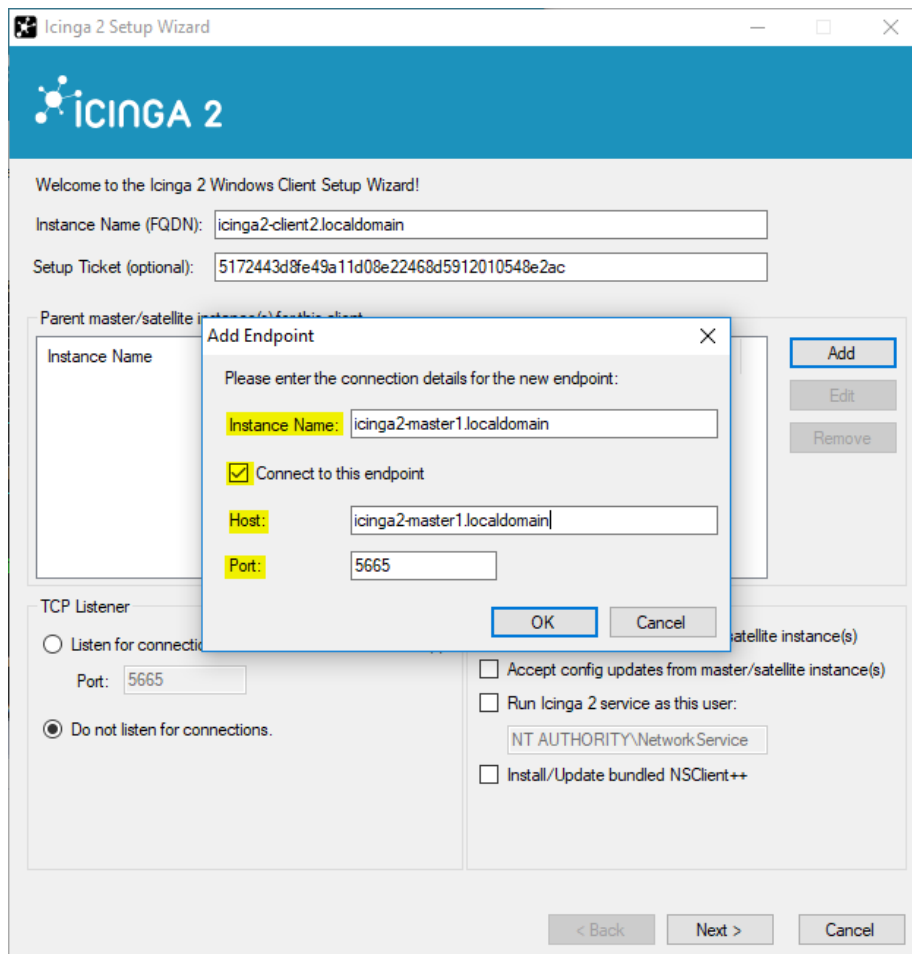 Icinga 2 Setup Wizard
ICINGA 2
Welcome to the Icinga 2 Windows Client Setup Wizard!
Instance Name (FQDN): icinga2-client2.localdomain
Setup Ticket (optional): 5172443d8fe49a11d08e22468d5912010548e2ac
Parent master/satellite instance(s) for this client
Instance Name
Add
Edit
Remove
Add Endpoint
Please enter the connection details for the new endpoint:
Instance Name: icinga2-master1.localdomain
Connect to this endpoint
Host: icinga2-master1.localdomain
Port: 5665
OK Cancel
TCP Listener
Listen for
Port: 5665
Do not listen for connections.
satellite instance(s)
Accept config updates from master/satellite instance(s)
Run Icinga 2 service as this user:
NT AUTHORITY\NetworkService
Install/Update bundled NSClient++
< Back Next > Cancel